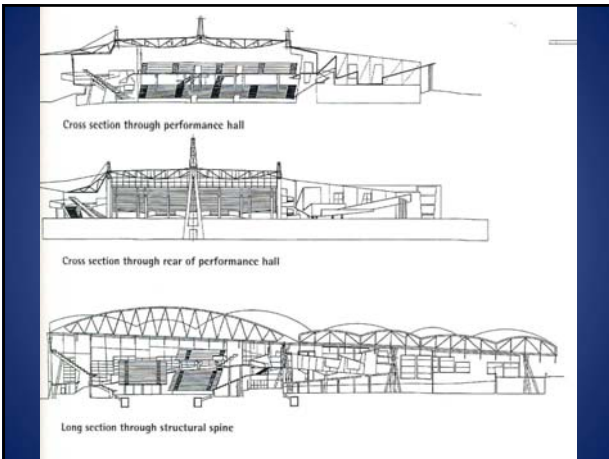 Cross section through performance hall
Cross section through rear of performance hall
Long section through structural spine